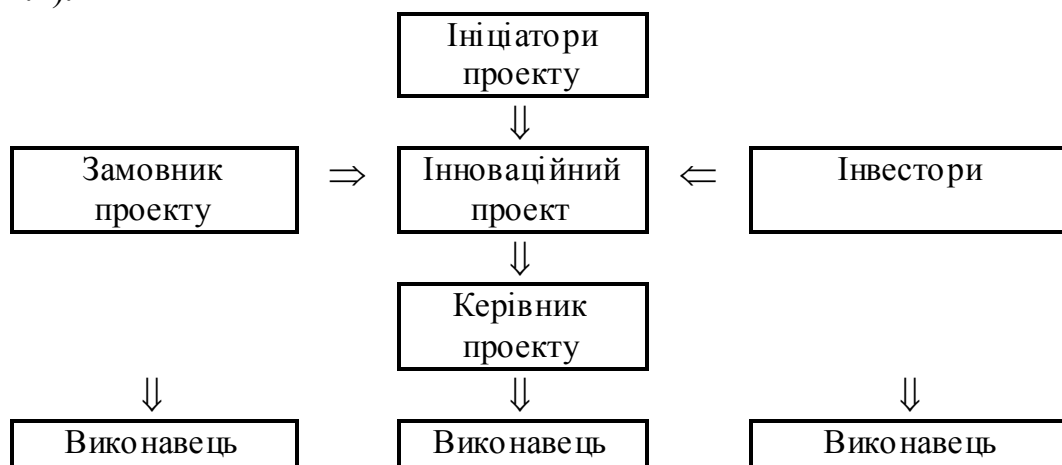 Ініціатори
проекту
⇓
Замовник ⇒ Інноваційний ⇐ Інвестори
проекту проект
⇓
Керівник
проекту
⇓ ⇓ ⇓
Виконавець Виконавець Виконавець